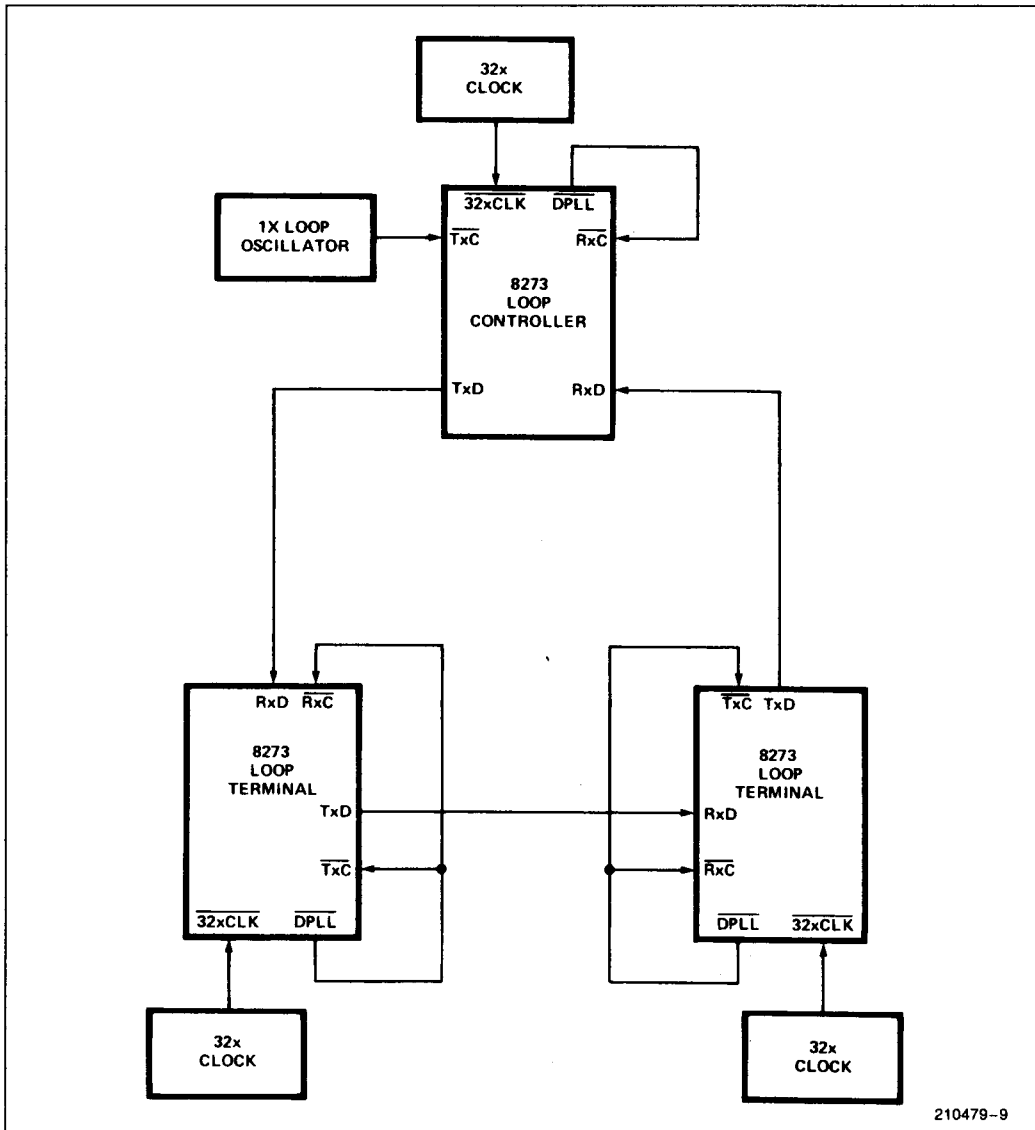 32x
CLOCK
32xCLK DPLL
1X LOOP
OSCILLATOR
TxC
RxC
8273
LOOP
CONTROLLER
TxD
RxD
RxD RxC
8273
LOOP
TERMINAL
TxD
TxC
32xCLK DPLL
32x
CLOCK
TxC TxD
8273
LOOP
TERMINAL
RxD
RxC
DPLL 32xCLK
32x
CLOCK
210479-9